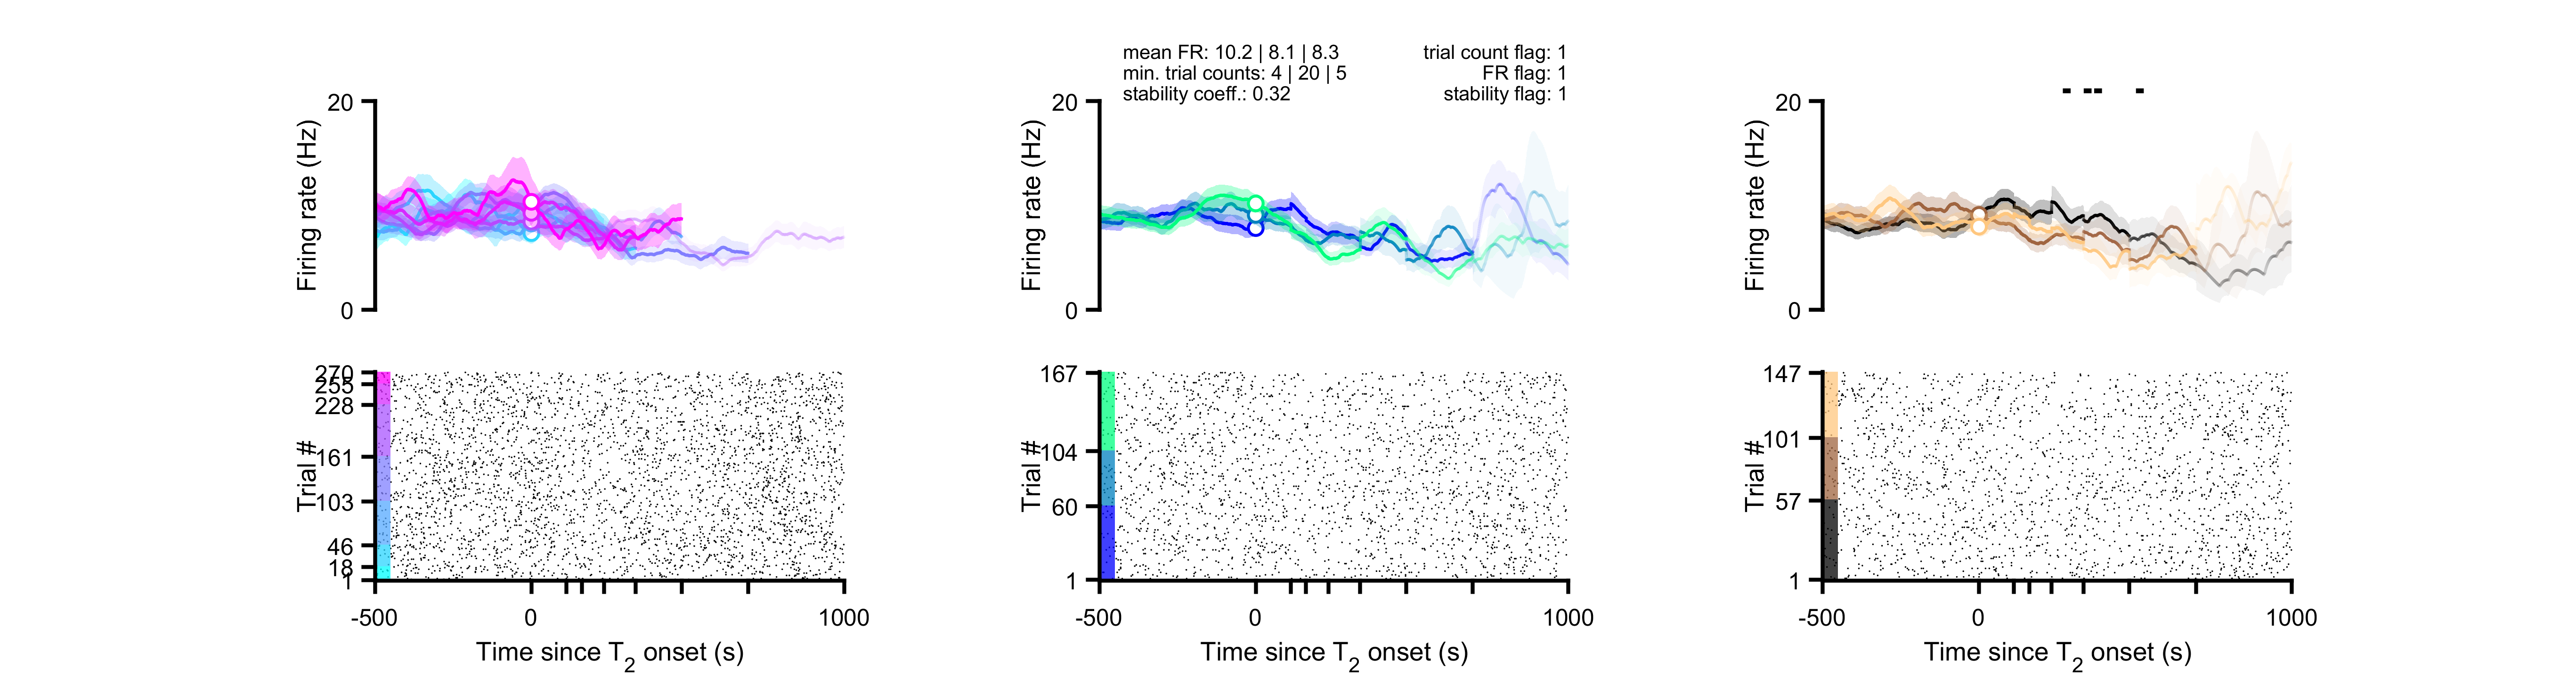 mean FR: 10.2 | 8.1 | 8.3
min. trial counts: 4 | 20 | 5
stability coeff.: 0.32
trial count flag: 1
FR flag: 1
stability flag: 1
20
Firing rate (Hz)
0
20
Firing rate (Hz)
0
20
Firing rate (Hz)
0
270
255
228
161
103
46
18
1
Trial #
-500
0
1000
Time since T2 onset (s)
167
104
60
1
Trial #
-500
0
1000
Time since T2 onset (s)
147
101
57
1
Trial #
-500
0
1000
Time since T2 onset (s)